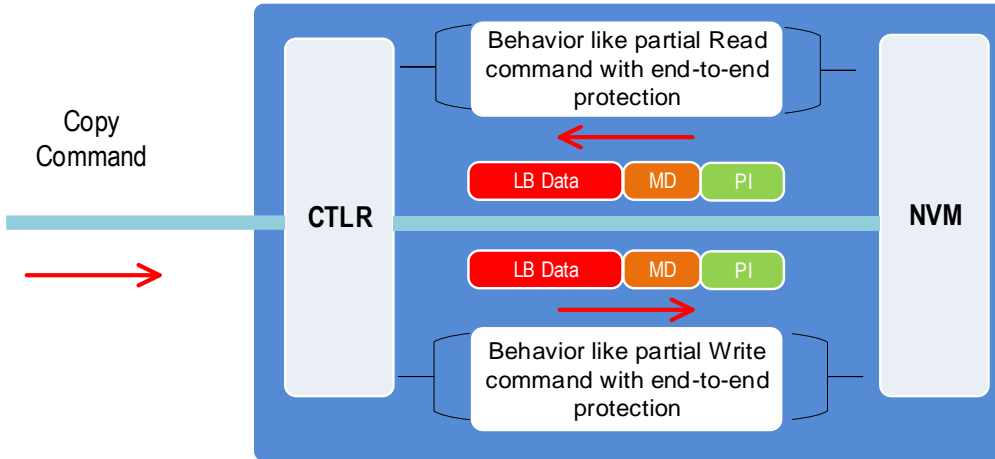 Behavior like partial Read
command with end-to-end
protection
Copy
Command
LB Data MD PI
CTLR
NVM
LB Data MD PI
Behavior like partial Write
command with end-to-end
protection